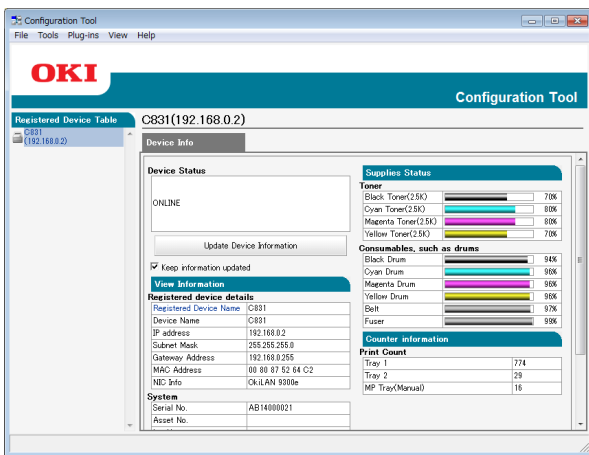 Configuration Tool
File Tools Plug-ins View Help
OKI
Configuration Tool
Registered Device Table
C831
(192.168.0.2)
C831(192.168.0.2)
Device Info
Device Status
ONLINE
Update Device Information
Keep information updated
View Information
Registered device details
Registered Device Name C831
Device Name C831
IP address 192.168.0.2
Subnet Mask 255.255.255.0
Gateway Address 192.168.0.255
MAC Address 00 80 87 52 64 C2
NIC Info OkiLAN 9300e
System
Serial No. AB14000021
Asset No.
Supplies Status
Toner
Black Toner(2.5K) 70%
Cyan Toner(2.5K) 80%
Magenta Toner(2.5K) 80%
Yellow Toner(2.5K) 70%
Consumables, such as drums
Black Drum 94%
Cyan Drum 96%
Magenta Drum 96%
Yellow Drum 96%
Belt 97%
Fuser 99%
Counter information
Print Count
Tray 1 774
Tray 2 29
MP Tray(Manual) 16